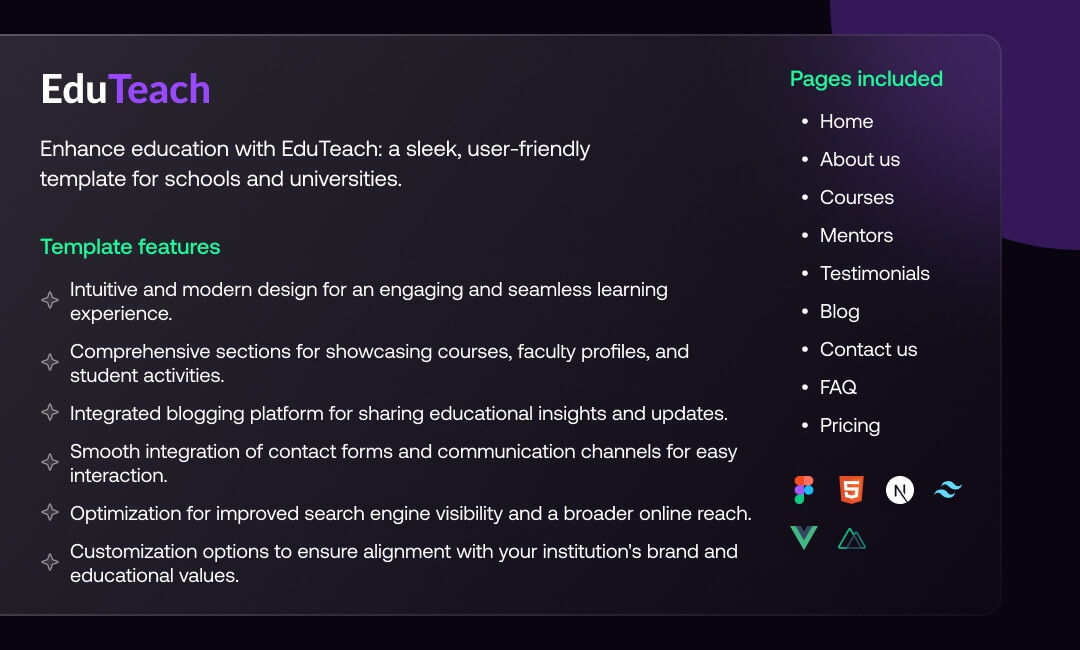 EduTeach
Enhance education with EduTeach: a sleek, user-friendly
template for schools and universities.
Template features
Intuitive and modern design for an engaging and seamless learning
experience.
Comprehensive sections for showcasing courses, faculty profiles, and
student activities.
Integrated blogging platform for sharing educational insights and updates.
Smooth integration of contact forms and communication channels for easy
interaction.
Optimization for improved search engine visibility and a broader online reach.
Customization options to ensure alignment with your institution's brand and
educational values.
Pages included
• Home
• About us
• Courses
• Mentors
• Testimonials
• Blog
• Contact us
• FAQ
• Pricing